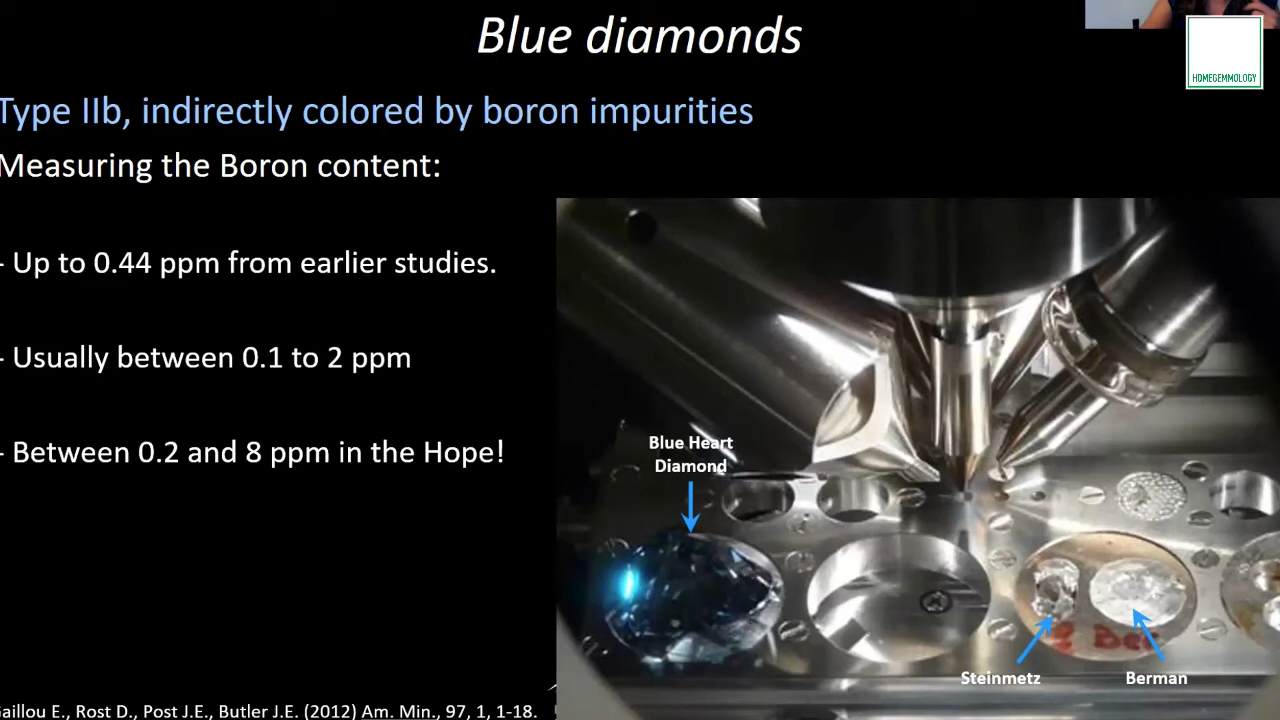 Blue diamonds
HOMEGEMMOLOGY
Type IIb, indirectly colored by boron impurities
Measuring the Boron content:
- Up to 0.44 ppm from earlier studies.
- Usually between 0.1 to 2 ppm
- Between 0.2 and 8 ppm in the Hope!
Blue Heart
Diamond
Steinmetz
Berman
Gaillou E., Rost D., Post J.E., Butler J.E. (2012) Am. Min., 97, 1, 1-18.